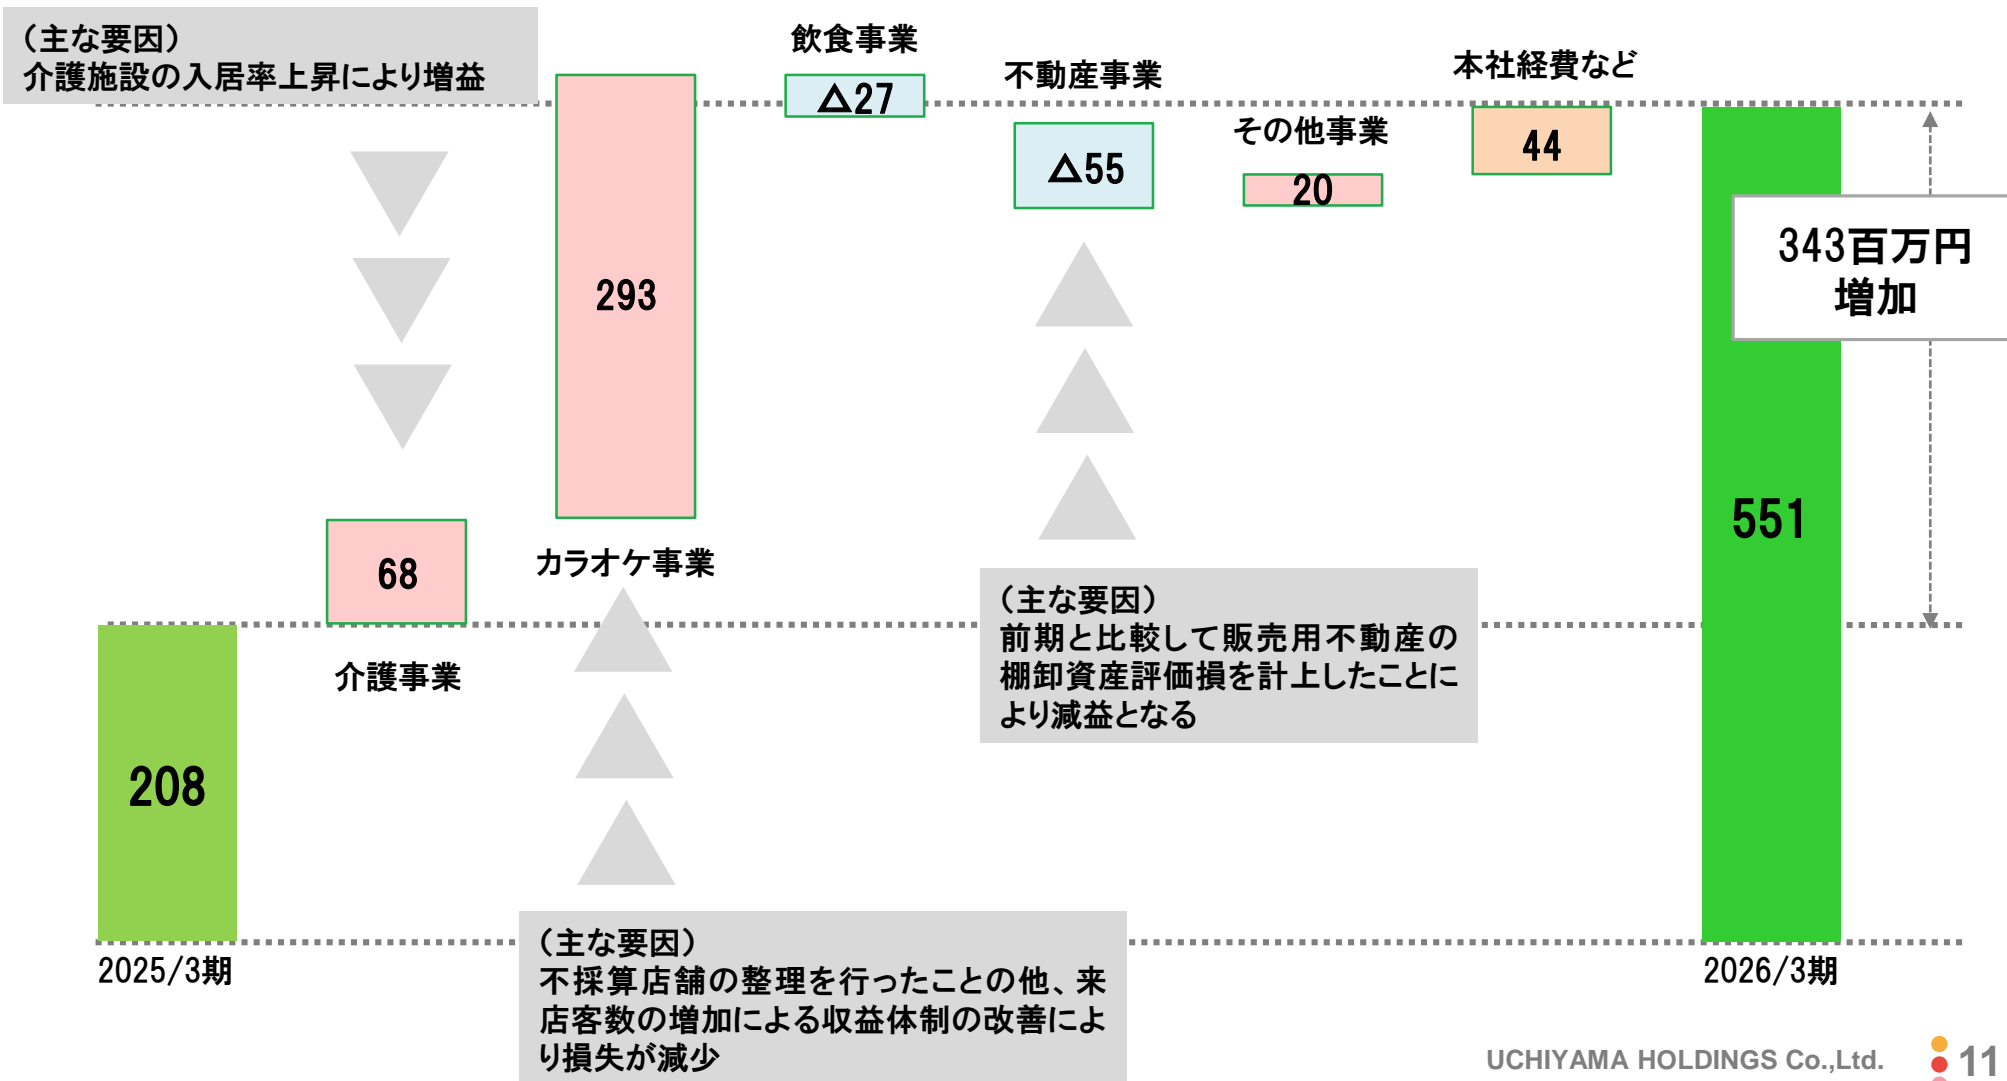 （主な要因）
介護施設の入居率上昇により増益
飲食事業
△27
不動産事業
△55
その他事業
20
本社経費など
44
343百万円
増加
293
カラオケ事業
68
介護事業
551
208
（主な要因）
前期と比較して販売用不動産の
棚卸資産評価損を計上したことに
より減益となる
2025/3期
2026/3期
（主な要因）
不採算店舗の整理を行ったことの他、来
店客数の増加による収益体制の改善によ
り損失が減少
UCHIYAMA HOLDINGS Co.,Ltd.
11